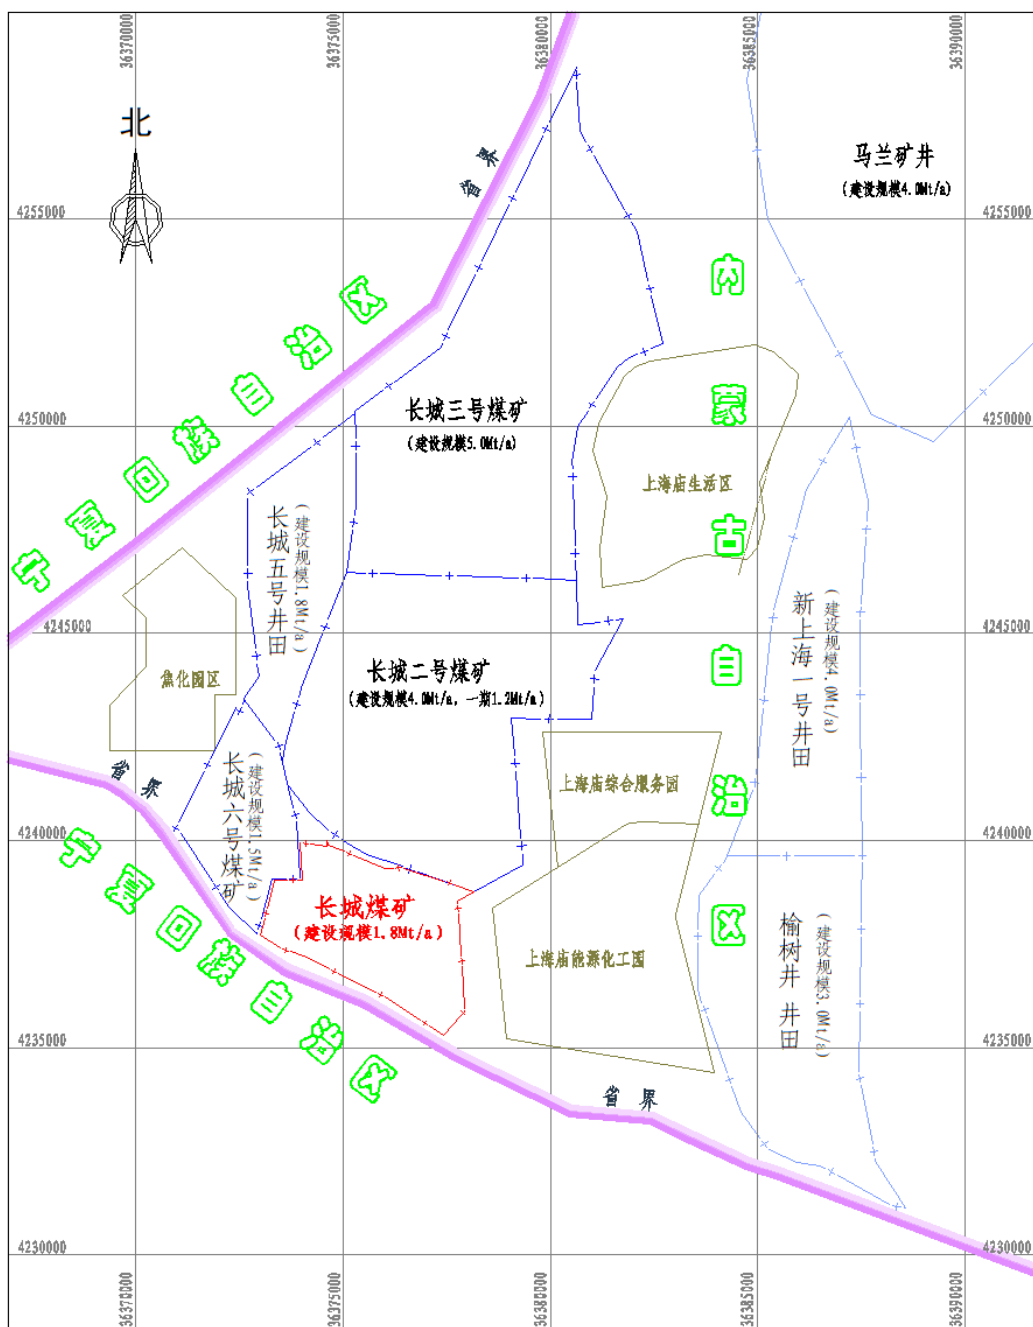 36370000
36375000
36380000
36385000
36390000
北
马兰矿井
(建设规模4.0Mt/a)
省 界
4255000
4255000
内蒙古自治区
宁夏回族自治区
长城三号煤矿
(建设规模5.0Mt/a)
4250000
4250000
上海庙生活区
长城五号井田
(建设规模1.8Mt/a)
新上海一号井田
(建设规模4.0Mt/a)
4245000
4245000
焦化园区
长城二号煤矿
(建设规模4.0Mt/a, 一期1.2Mt/a)
省 界
长城六号煤矿
(建设规模1.5Mt/a)
上海庙综合服务园
4240000
4240000
宁夏回族自治区
长城煤矿
(建设规模1.8Mt/a)
上海庙能源化工园
榆树井 井田
(建设规模3.0Mt/a)
4235000
4235000
省 界
4230000
4230000
36370000
36375000
36380000
36385000
36390000